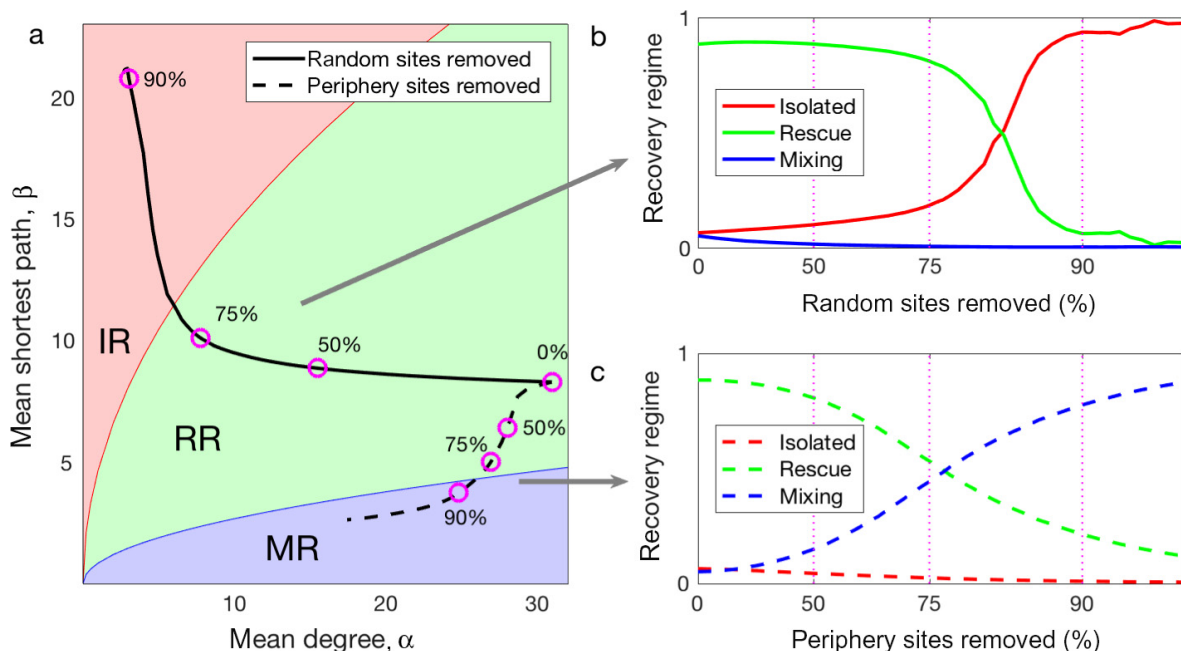 a
Random sites removed
Periphery sites removed
90%
75%
50%
0%
50%
75%
90%
IR
RR
MR
20
15
10
5
10
20
30
Mean shortest path, β
Mean degree, α
b
1
0
Recovery regime
Isolated
Rescue
Mixing
0
50
75
90
Random sites removed (%)
c
1
0
Recovery regime
Isolated
Rescue
Mixing
0
50
75
90
Periphery sites removed (%)